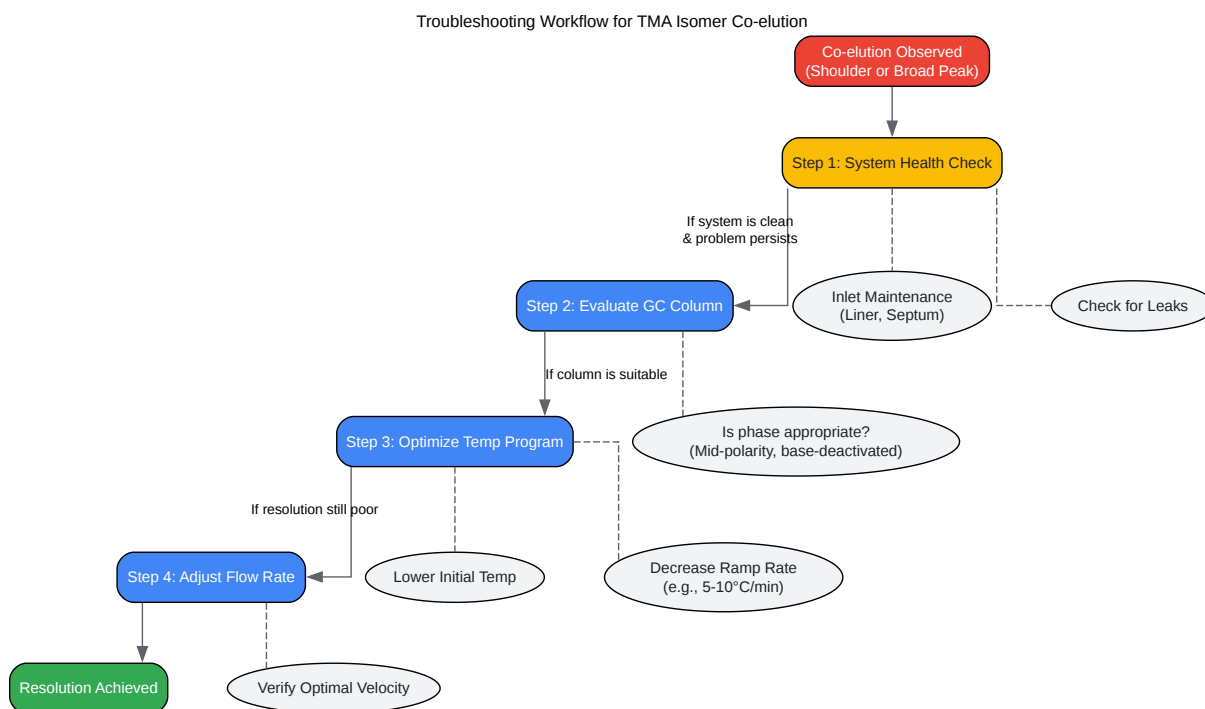 Troubleshooting Workflow for TMA Isomer Co-elution
Co-elution Observed
(Shoulder or Broad Peak)
Step 1: System Health Check
If system is clean
& problem persists
Step 2: Evaluate GC Column
Inlet Maintenance
(Liner, Septum)
Check for Leaks
If column is suitable
Step 3: Optimize Temp Program
Is phase appropriate?
(Mid-polarity, base-deactivated)
If resolution still poor
Step 4: Adjust Flow Rate
Lower Initial Temp
Decrease Ramp Rate
(e.g., 5-10°C/min)
Resolution Achieved
Verify Optimal Velocity